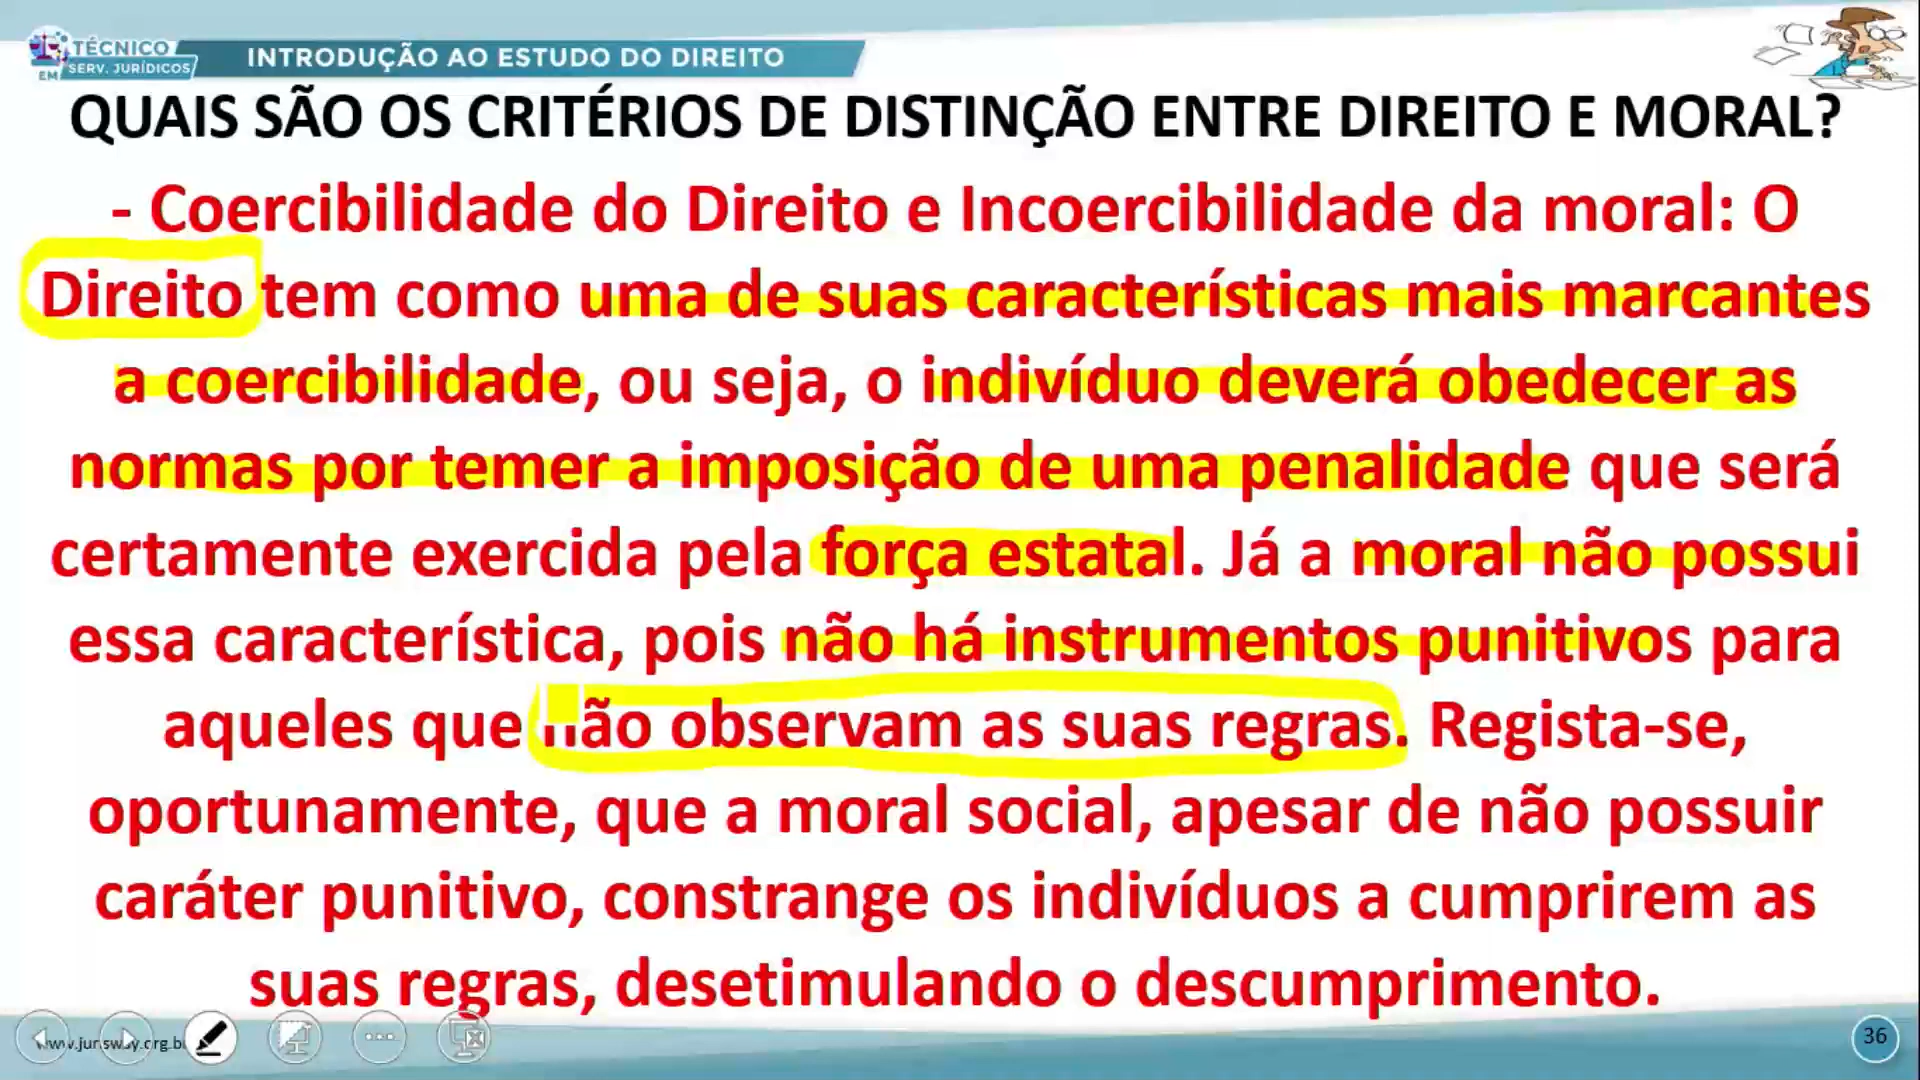 TÉCNICO
EM SERV. JURÍDICOS
INTRODUÇÃO AO ESTUDO DO DIREITO
QUAIS SÃO OS CRITÉRIOS DE DISTINÇÃO ENTRE DIREITO E MORAL?
- Coercibilidade do Direito e Incoercibilidade da moral: O
Direito tem como uma de suas características mais marcantes
a coercibilidade, ou seja, o indivíduo deverá obedecer as
normas por temer a imposição de uma penalidade que será
certamente exercida pela força estatal. Já a moral não possui
essa característica, pois não há instrumentos punitivos para
aqueles que não observam as suas regras. Regista-se,
oportunamente, que a moral social, apesar de não possuir
caráter punitivo, constrange os indivíduos a cumprirem as
suas regras, desetimulando o descumprimento.
36